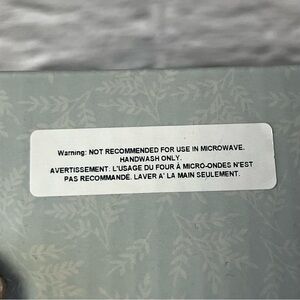 Warning: NOT RECOMMENDED FOR USE IN MICROWAVE.
HANDWASH ONLY.
AVERTISSEMENT: L'USAGE DU FOUR À MICRO-ONDES N'EST
PAS RECOMMANDÉ. LAVER A' LA MAIN SEULEMENT.